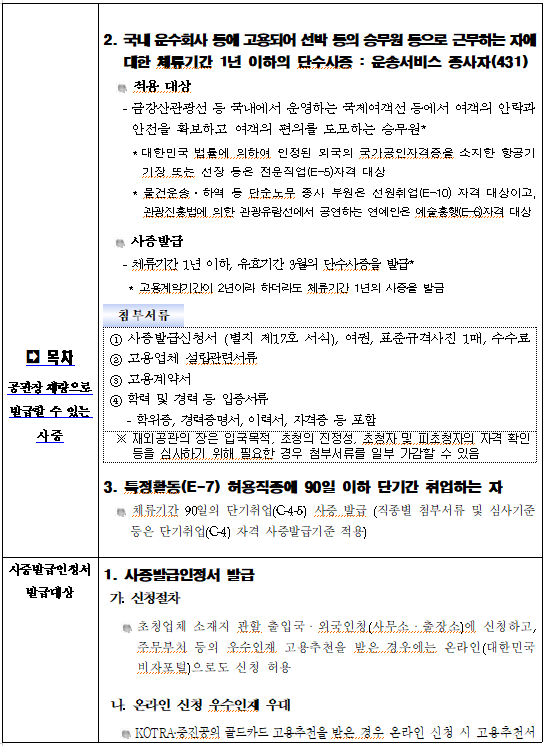 2. 국내 운수회사 등에 고용되어 선박 등의 승무원 등으로 근무하는 자에
대한 체류기간 1년 이하의 단수사증 : 운송서비스 종사자(431)
적용 대상
- 금강산관광선 등 국내에서 운영하는 국제여객선 등에서 여객의 안락과
안전을 확보하고 여객의 편의를 도모하는 승무원*
* 대한민국 법률에 의하여 인정된 외국의 국가공인자격증을 소지한 항공기
기장 또는 선장 등은 전문직업(E-5)자격 대상
* 물건운송·하역 등 단순노무 종사 부원은 선원취업(E-10) 자격 대상이고,
관광진흥법에 의한 관광유람선에서 공연하는 연예인은 예술흥행(E-6)자격 대상
사증발급
- 체류기간 1년 이하, 유효기간 3월의 단수사증을 발급*
* 고용계약기간이 2년이라 하더라도 체류기간 1년의 사증을 발급
첨부서류
① 사증발급신청서 (별지 제17호 서식), 여권, 표준규격사진 1매, 수수료
② 고용업체 설립관련서류
③ 고용계약서
④ 학력 및 경력 등 입증서류
- 학위증, 경력증명서, 이력서, 자격증 등 포함
※ 재외공관의 장은 입국목적, 초청의 진정성, 초청자 및 피초청자의 자격 확인
등을 심사하기 위해 필요한 경우 첨부서류를 일부 가감할 수 있음
목차
공관장 재량으로
발급할 수 있는
사증
3. 특정활동(E-7) 허용직종에 90일 이하 단기간 취업하는 자
체류기간 90일의 단기취업(C-4-5) 사증 발급 (직종별 첨부서류 및 심사기준
등은 단기취업(C-4) 자격 사증발급기준 적용)
사증발급인정서
발급대상
1. 사증발급인정서 발급
가. 신청절차
초청업체 소재지 관할 출입국·외국인청(사무소·출장소)에 신청하고,
주무부처 등의 우수인재 고용추천을 받은 경우에는 온라인(대한민국
비자포털)으로도 신청 허용
나. 온라인 신청 우수인재 우대
KOTRA·중진공의 골드카드 고용추천을 받은 경우 온라인 신청 시 고용추천서